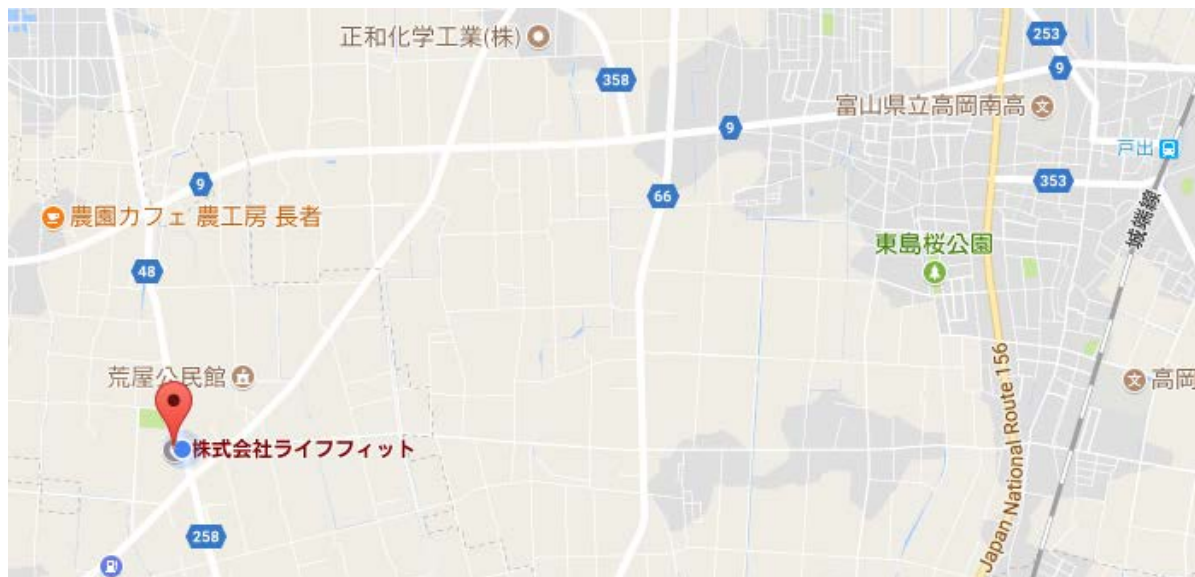 正和化学工業(株)
253
358
9
富山県立高岡南高
9
戸出
9
353
66
農園カフェ 農工房 長者
城端線
東島桜公園
48
Japan National Route 156
荒屋公民館
高岡
株式会社ライフフィット
258